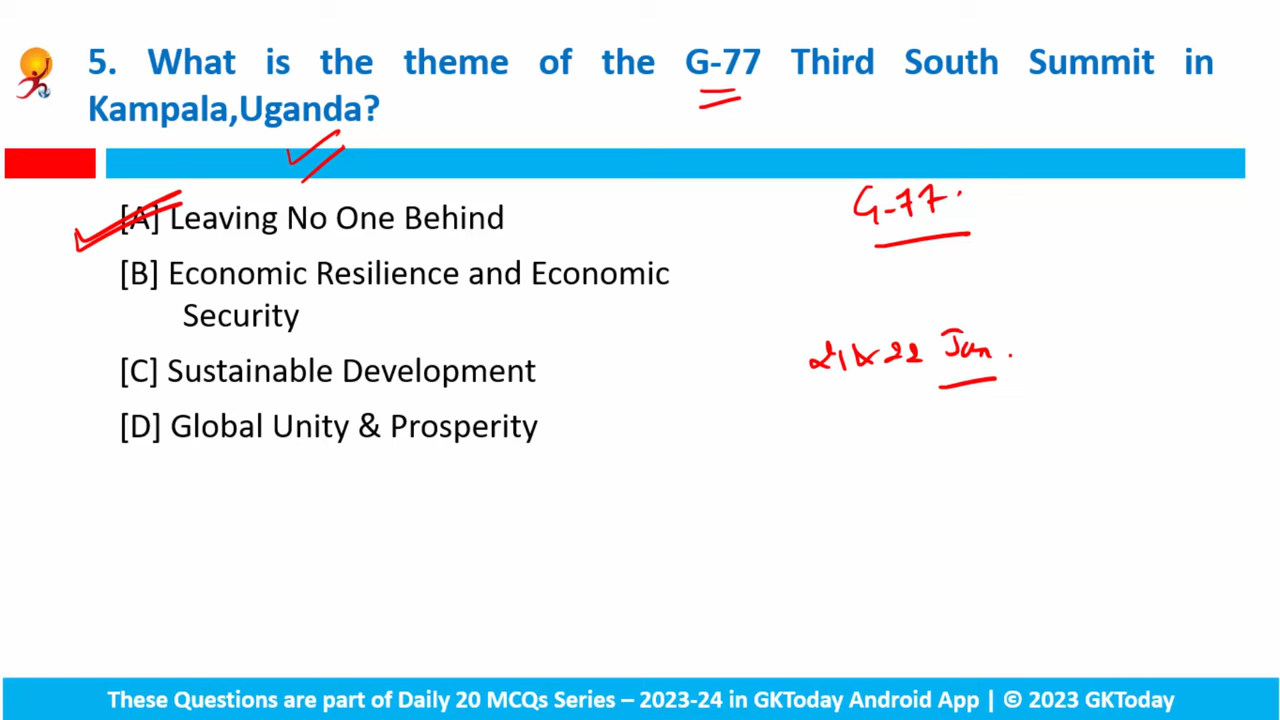 5. What is the theme of the G-77 Third South Summit in
Kampala,Uganda?
[A] Leaving No One Behind
G-77.
[B] Economic Resilience and Economic
Security
21 & 22 Jan.
[C] Sustainable Development
[D] Global Unity & Prosperity
These Questions are part of Daily 20 MCQs Series – 2023-24 in GKToday Android App | © 2023 GKToday